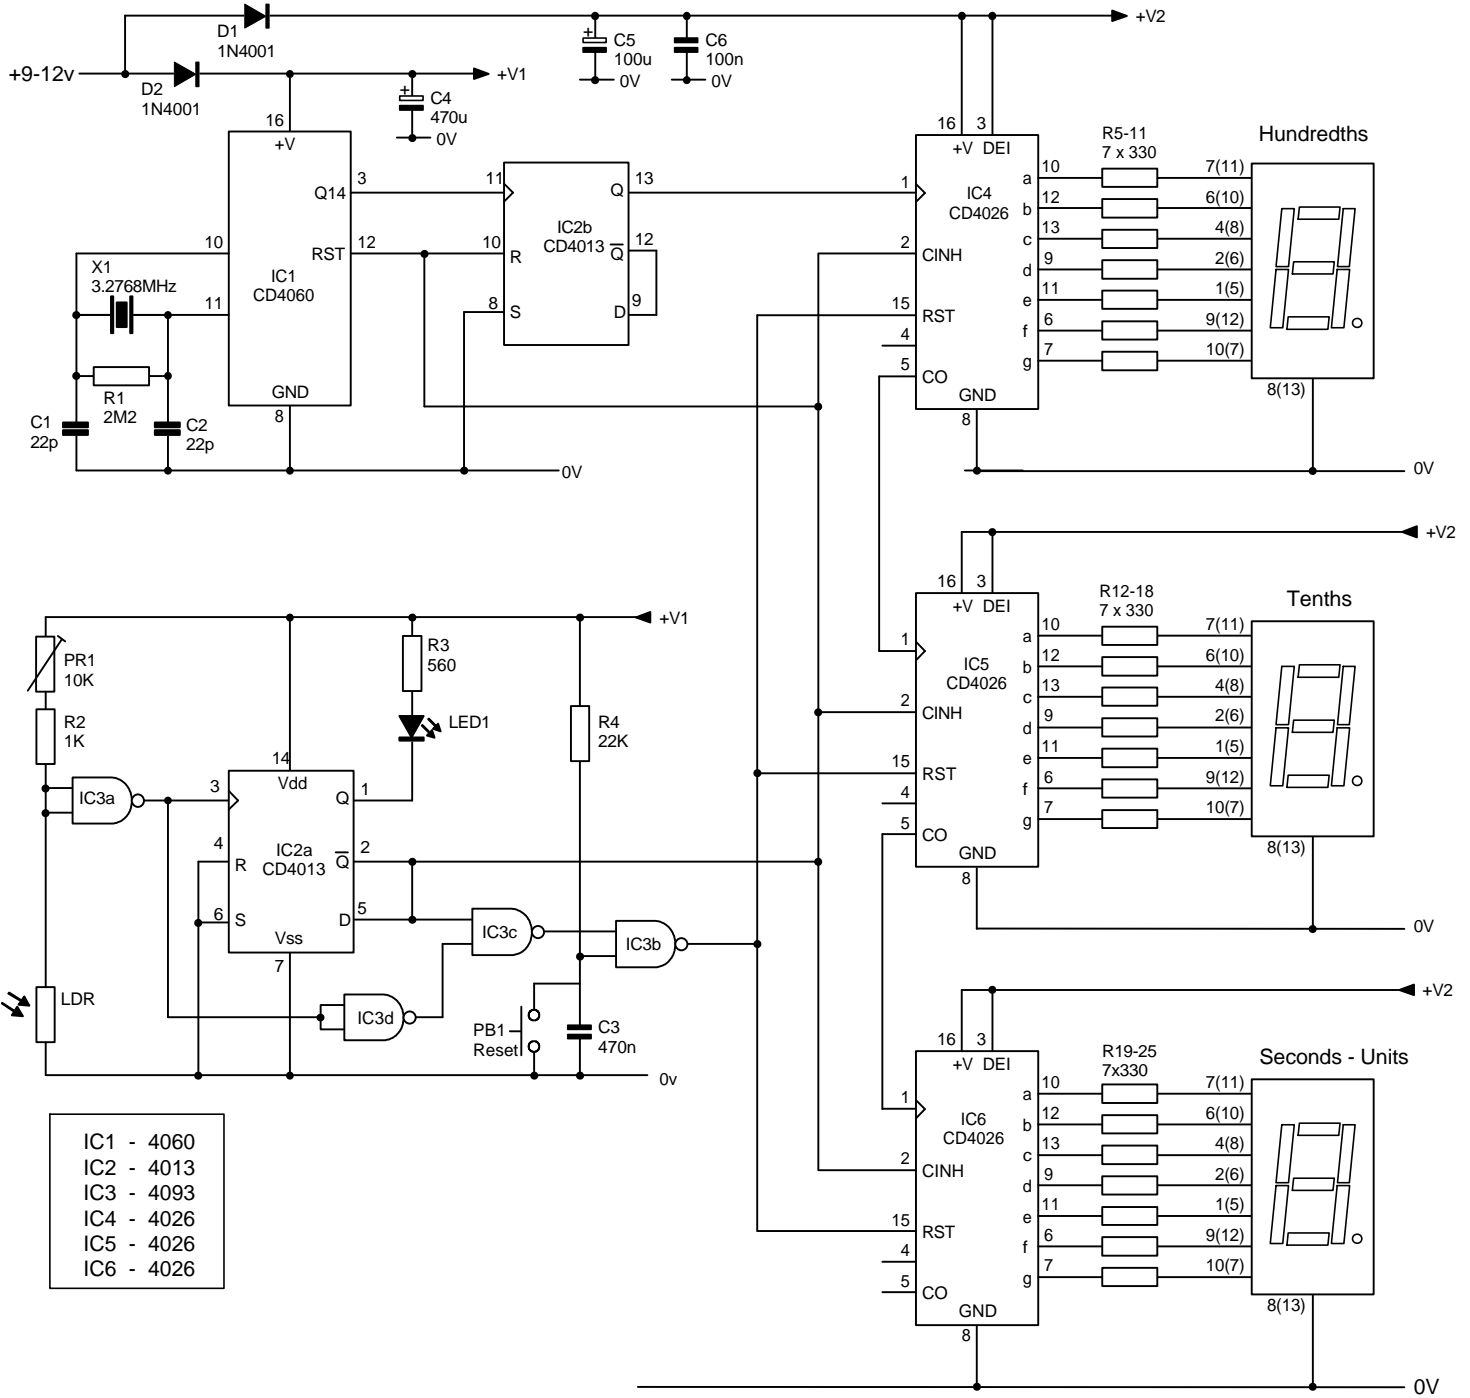 +9-12v
D1
1N4001
D2
1N4001
+V1
C4
470u
0V
C5
100u
0V
C6
100n
0V
+V2
16
+V
Q14
3
RST
12
10
11
IC1
CD4060
GND
8
X1
3.2768MHz
R1
2M2
C1
22p
C2
22p
0V
11
Q
13
IC2b
CD4013
10
R
Q
12
8
S
D
9
16
3
+V
DEI
1
IC4
CD4026
2
CINH
15
RST
4
5
CO
GND
8
a
10
b
12
c
13
d
9
e
11
f
6
g
7
R5-11
7 x 330
Hundredths
7(11)
6(10)
4(8)
2(6)
1(5)
9(12)
10(7)
8(13)
0V
+V2
16
3
+V
DEI
1
IC5
CD4026
2
CINH
15
RST
4
5
CO
GND
8
a
10
b
12
c
13
d
9
e
11
f
6
g
7
R12-18
7 x 330
Tenths
7(11)
6(10)
4(8)
2(6)
1(5)
9(12)
10(7)
8(13)
0V
+V1
PR1
10K
R2
1K
R3
560
LED1
R4
22K
IC3a
14
Vdd
3
Q
1
4
R
IC2a
CD4013
Q
2
6
S
D
5
Vss
7
IC3c
IC3b
IC3d
LDR
PB1
Reset
C3
470n
0v
+V2
16
3
+V
DEI
1
IC6
CD4026
2
CINH
15
RST
4
5
CO
GND
8
a
10
b
12
c
13
d
9
e
11
f
6
g
7
R19-25
7x330
Seconds - Units
7(11)
6(10)
4(8)
2(6)
1(5)
9(12)
10(7)
8(13)
0V
IC1 - 4060
IC2 - 4013
IC3 - 4093
IC4 - 4026
IC5 - 4026
IC6 - 4026